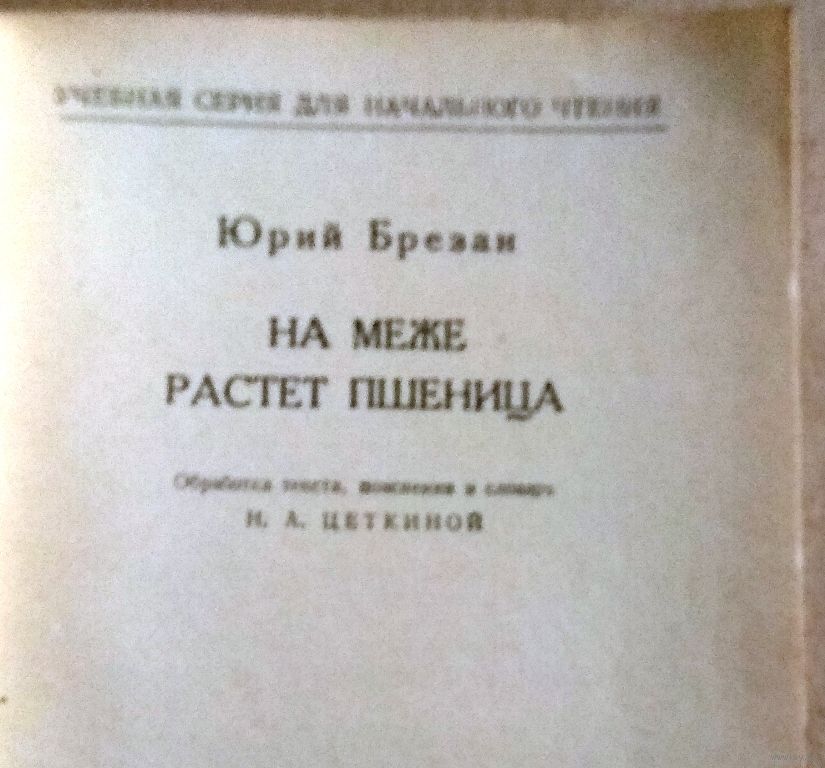 УЧЕБНАЯ СЕРИЯ ДЛЯ НАЧАЛЬНОГО ЧТЕНИЯ
Юрий Брезан
НА МЕЖЕ
РАСТЕТ ПШЕНИЦА
Обработка текста, пояснения и словарь
Н. А. ЦЕТКИНОЙ